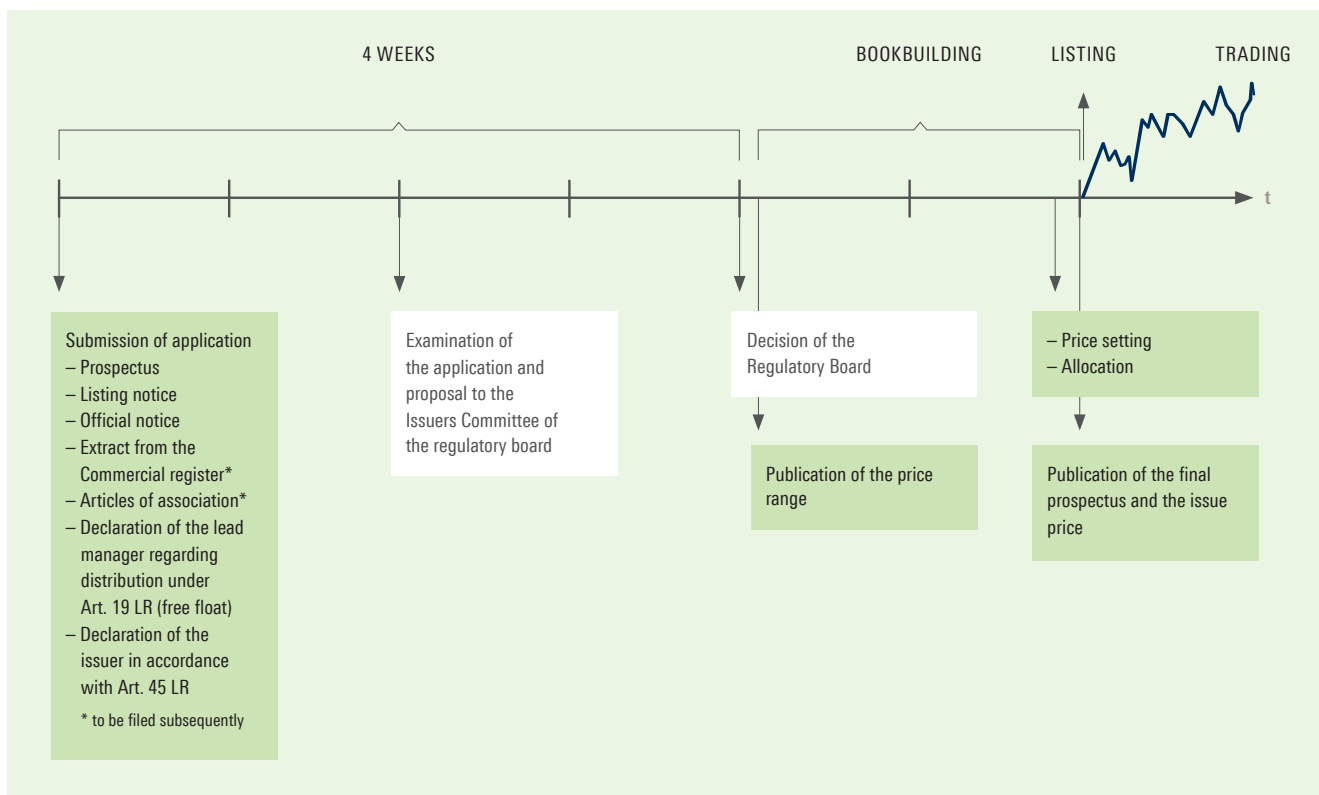 4 WEEKS
BOOKBUILDING
LISTING
TRADING
t
Submission of application
– Prospectus
– Listing notice
– Official notice
– Extract from the
Commercial register*
– Articles of association*
– Declaration of the lead
manager regarding
distribution under
Art. 19 LR (free float)
– Declaration of the
issuer in accordance
with Art. 45 LR
* to be filed subsequently
Examination of
the application and
proposal to the
Issuers Committee of
the regulatory board
Decision of the
Regulatory Board
Publication of the price
range
– Price setting
– Allocation
Publication of the final
prospectus and the issue
price